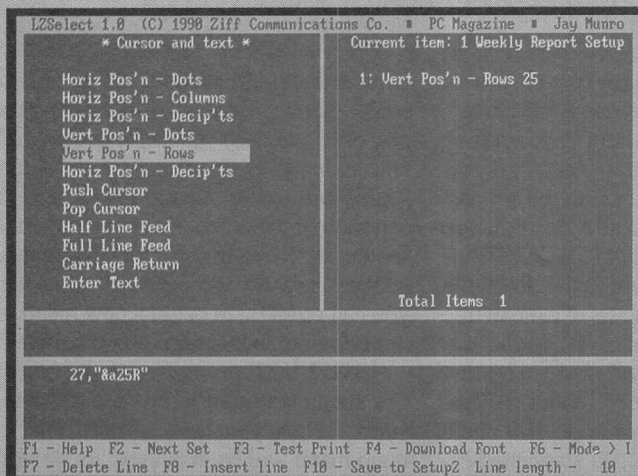 LZSelect 1.0 (C) 1990 Ziff Communications Co. ■ PC Magazine ■ Jay Munro
* Cursor and text *
Horiz Pos'n - Dots
Horiz Pos'n - Columns
Horiz Pos'n - Decip'ts
Vert Pos'n - Dots
Vert Pos'n - Rows
Horiz Pos'n - Decip'ts
Push Cursor
Pop Cursor
Half Line Feed
Full Line Feed
Carriage Return
Enter Text
Current item: 1 Weekly Report Setup
1: Vert Pos'n - Rows 25
Total Items 1
27,"&a25R"
F1 - Help F2 - Next Set F3 - Test Print F4 - Download Font F6 - Mode > I
F7 - Delete Line F8 - Insert line F10 - Save to Setup2 Line length 10